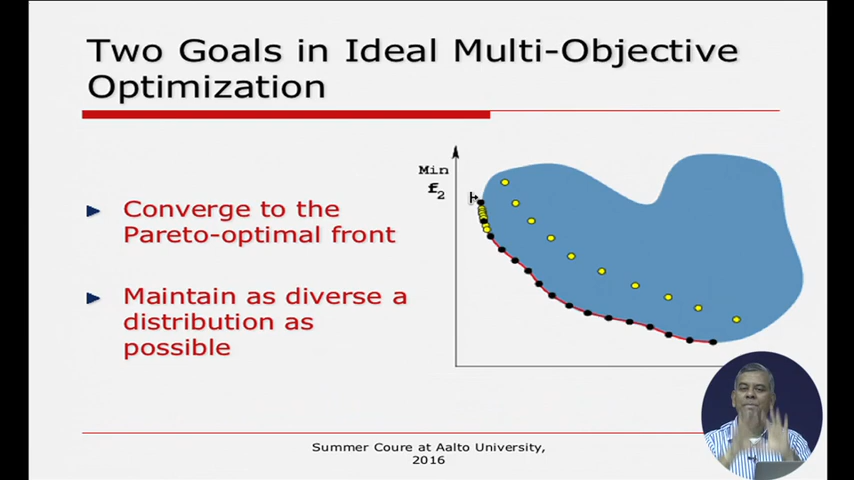 Two Goals in Ideal Multi-Objective
Optimization
Converge to the
Pareto-optimal front
Maintain as diverse a
distribution as
possible
Min
f2
Summer Coure at Aalto University,
2016